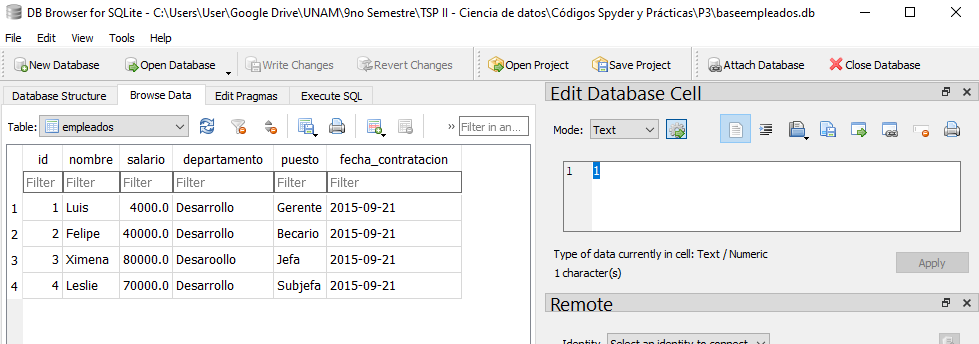 DB Browser for SQLite - C:\Users\User\Google Drive\UNAM\9no Semestre\TSP II - Ciencia de datos\Códigos Spyder y Prácticas\P3\baseempleados.db
File Edit View Tools Help
New Database Open Database Write Changes Revert Changes Open Project Save Project Attach Database Close Database
Database Structure Browse Data Edit Pragmas Execute SQL
Table: empleados » Filter in an...
id nombre salario departamento puesto fecha_contratacion
Filter Filter Filter Filter Filter Filter
1 1 Luis 4000.0 Desarrollo Gerente 2015-09-21
2 2 Felipe 40000.0 Desarrollo Becario 2015-09-21
3 3 Ximena 80000.0 Desaroollo Jefa 2015-09-21
4 4 Leslie 70000.0 Desarrollo Subjefa 2015-09-21
Edit Database Cell
Mode: Text
1 1
Type of data currently in cell: Text / Numeric
1 character(s)
Apply
Remote
Identity Select an identity to connect